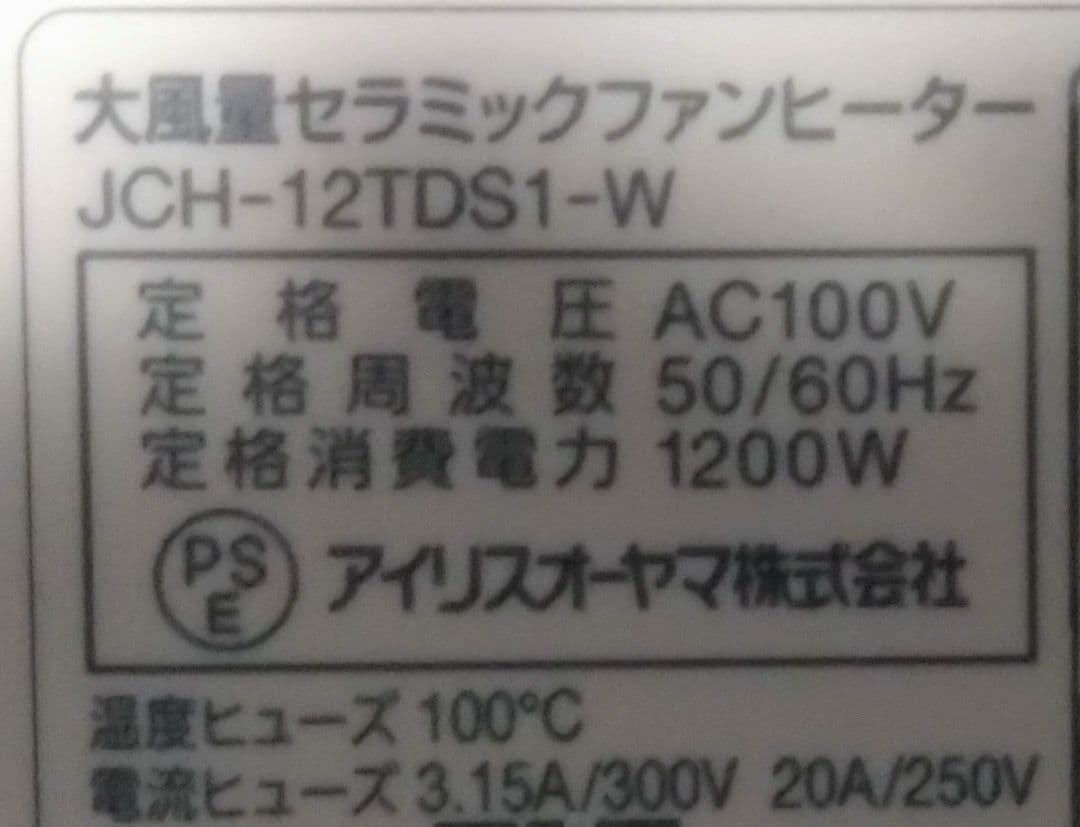 大風量セラミックファンヒーター
JCH-12TDS1-W
定格電圧 AC100V
定格周波数 50/60Hz
定格消費電力 1200W
PSE アイリスオーヤマ株式会社
温度ヒューズ 100℃
電流ヒューズ 3.15A/300V 20A/250V